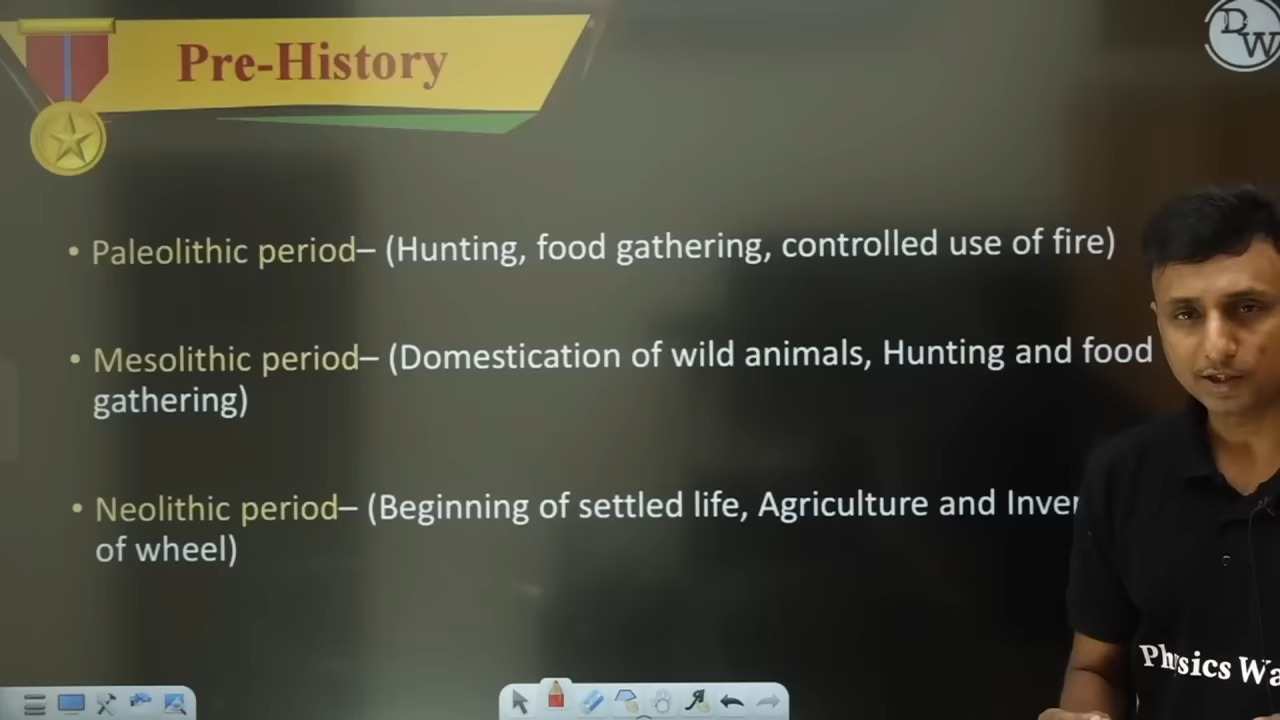 Pre-History
PW
• Paleolithic period– (Hunting, food gathering, controlled use of fire)
• Mesolithic period– (Domestication of wild animals, Hunting and food
gathering)
• Neolithic period– (Beginning of settled life, Agriculture and
of wheel)
Physics